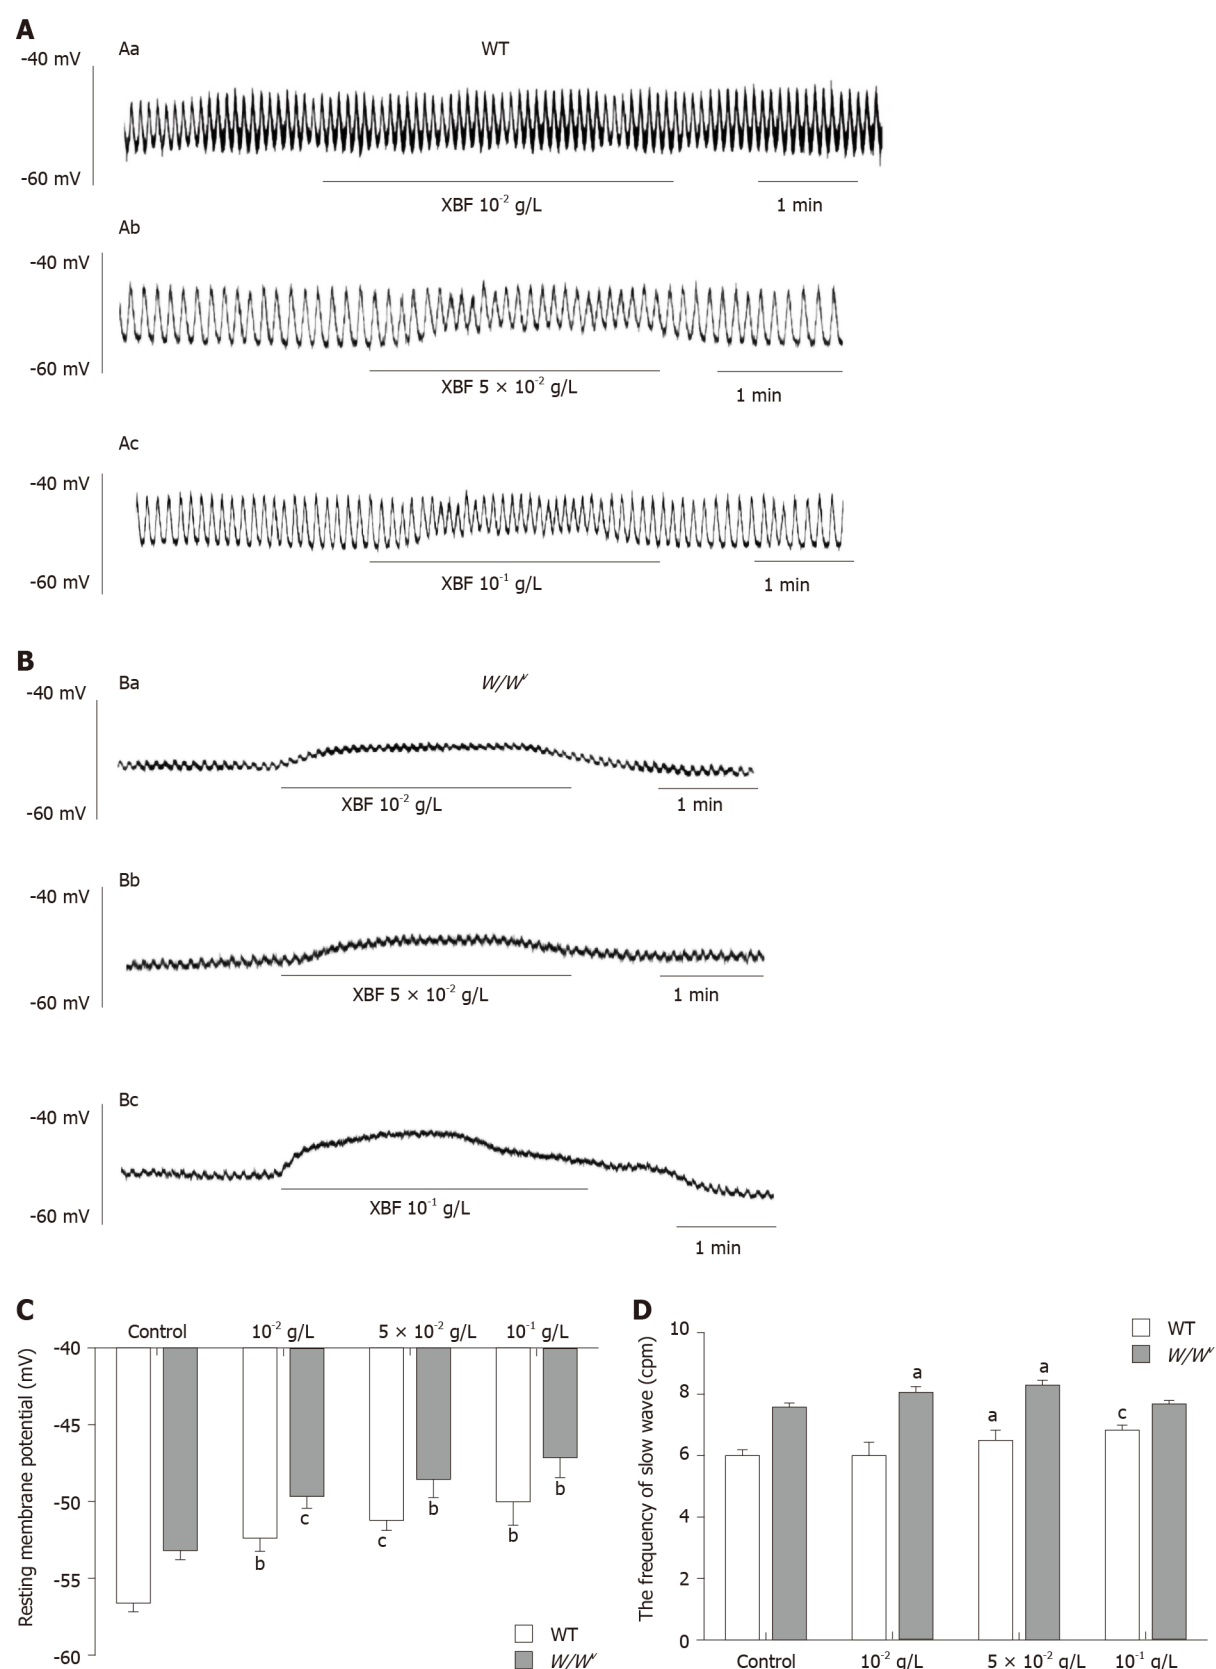 A
Aa WT
-40 mV
-60 mV
XBF 10⁻² g/L 1 min
Ab
-40 mV
-60 mV
XBF 5 × 10⁻² g/L
1 min
Ac
-40 mV
-60 mV
XBF 10⁻¹ g/L 1 min
B
Ba W/Wᵛ
-40 mV
-60 mV
XBF 10⁻² g/L 1 min
Bb
-40 mV
-60 mV
XBF 5 × 10⁻² g/L 1 min
Bc
-40 mV
-60 mV
XBF 10⁻¹ g/L
1 min
C
Control 10⁻² g/L 5 × 10⁻² g/L 10⁻¹ g/L
Resting membrane potential (mV)
-40
-45
-50
-55
-60
c b b
b c b
WT
W/Wᵛ
D
WT
W/Wᵛ
The frequency of slow wave (cpm)
10
8
6
4
2
0
a a
a c
Control 10⁻² g/L 5 × 10⁻² g/L 10⁻¹ g/L